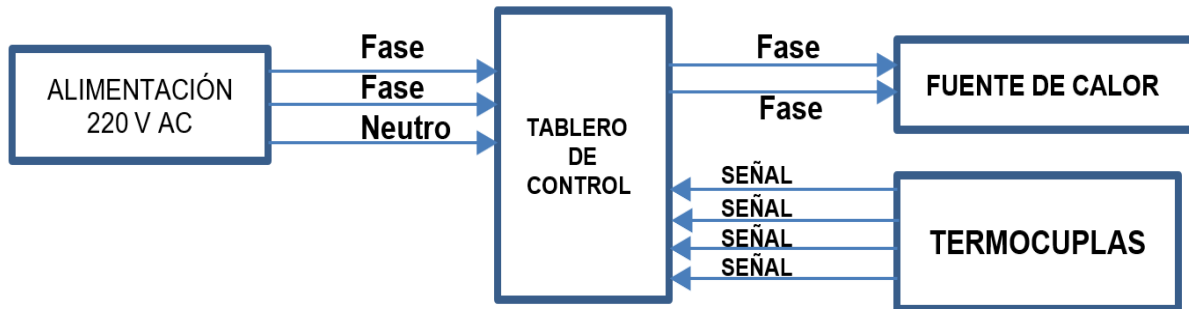 ALIMENTACIÓN
220 V AC
Fase
Fase
Neutro
TABLERO
DE
CONTROL
Fase
Fase
FUENTE DE CALOR
SEÑAL
SEÑAL
SEÑAL
SEÑAL
TERMOCUPLAS